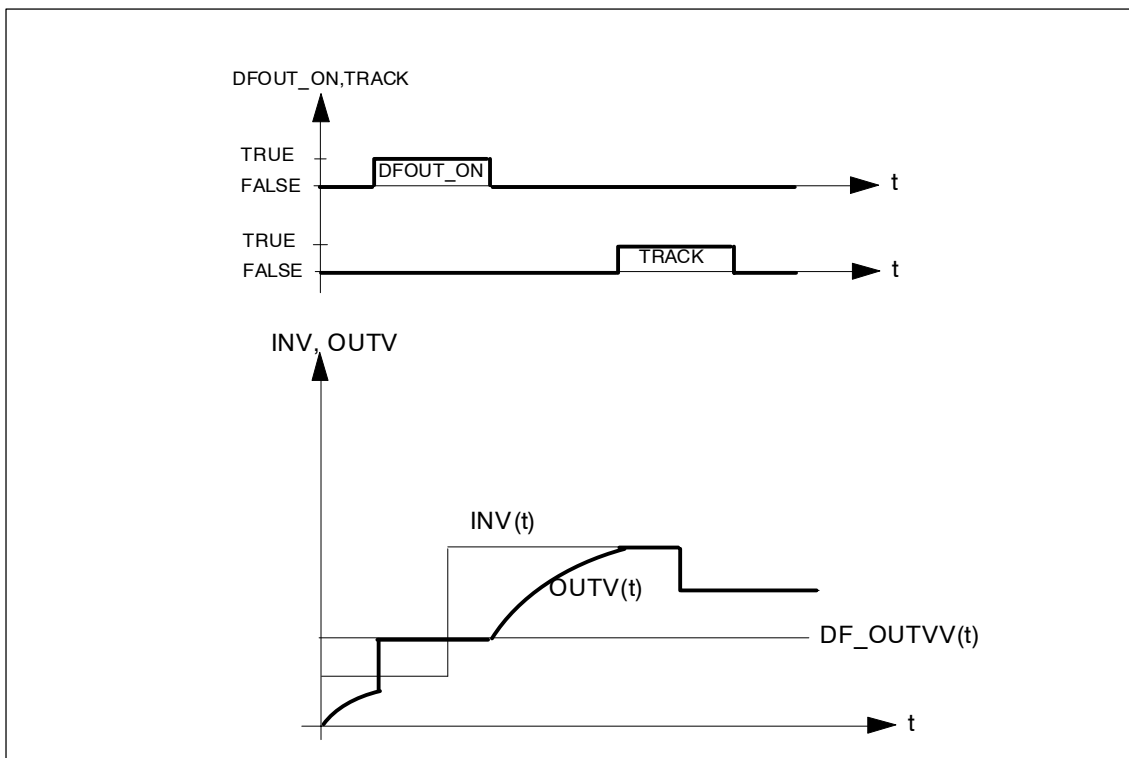 DFOUT_ON,TRACK
TRUE
DFOUT_ON
FALSE
t
TRUE
TRACK
FALSE
t
INV, OUTV
INV(t)
OUTV(t)
DF_OUTVV(t)
t